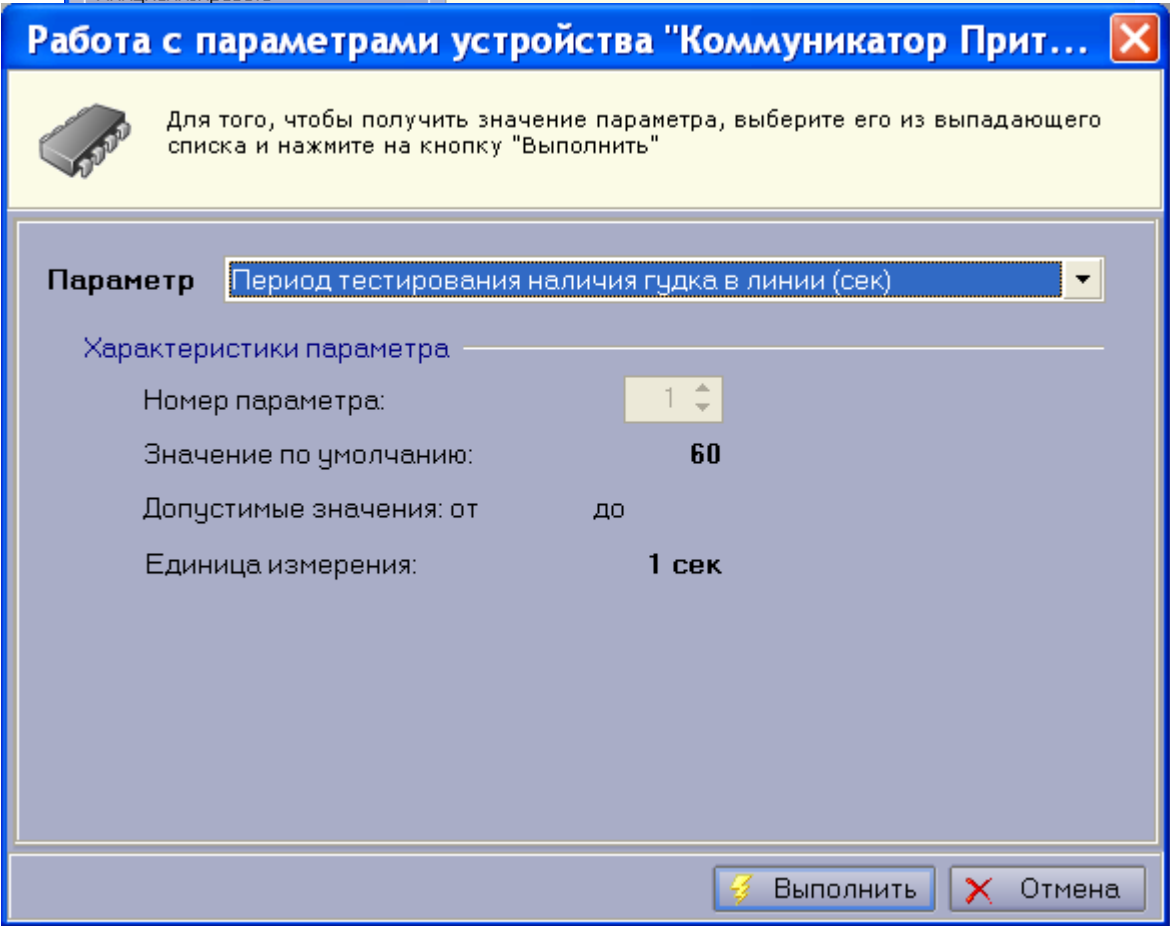 Работа с параметрами устройства "Коммуникатор Прит...
Для того, чтобы получить значение параметра, выберите его из выпадающего
списка и нажмите на кнопку "Выполнить"
Параметр Период тестирования наличия гудка в линии (сек)
Характеристики параметра
Номер параметра: 1
Значение по умолчанию: 60
Допустимые значения: от до
Единица измерения: 1 сек
Выполнить Отмена